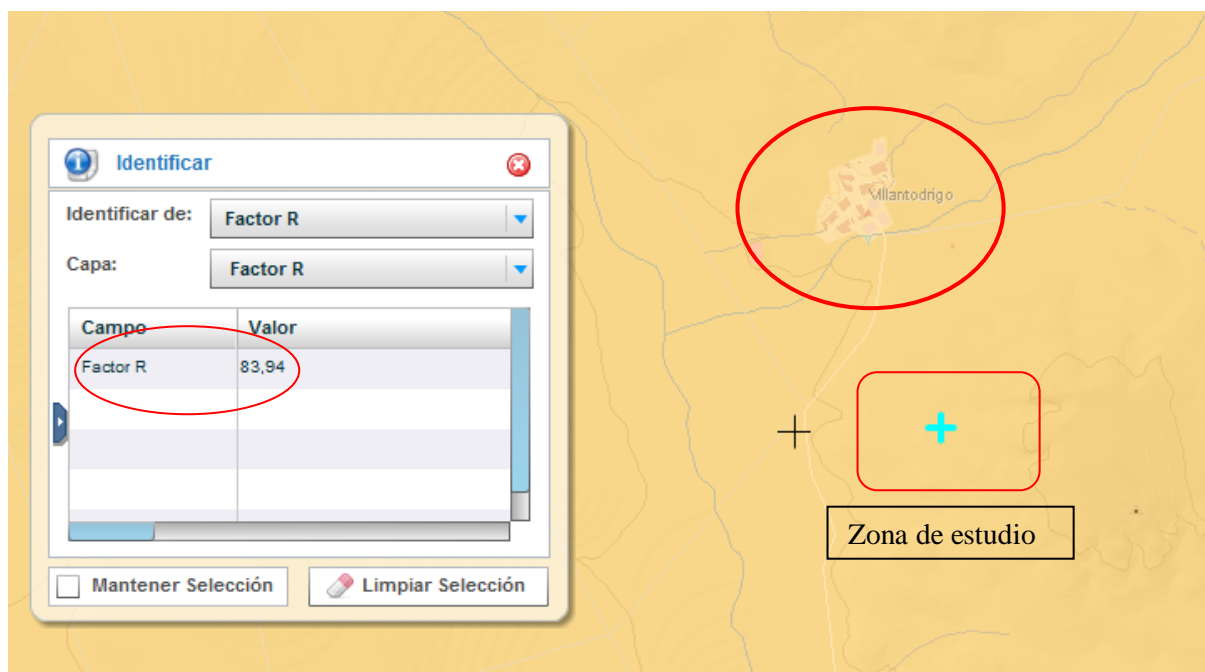 Identificar
Identificar de:
Factor R
Capa:
Factor R
Campo Valor
Factor R 83,94
Mantener Selección
Limpiar Selección
Villantodrigo
Zona de estudio